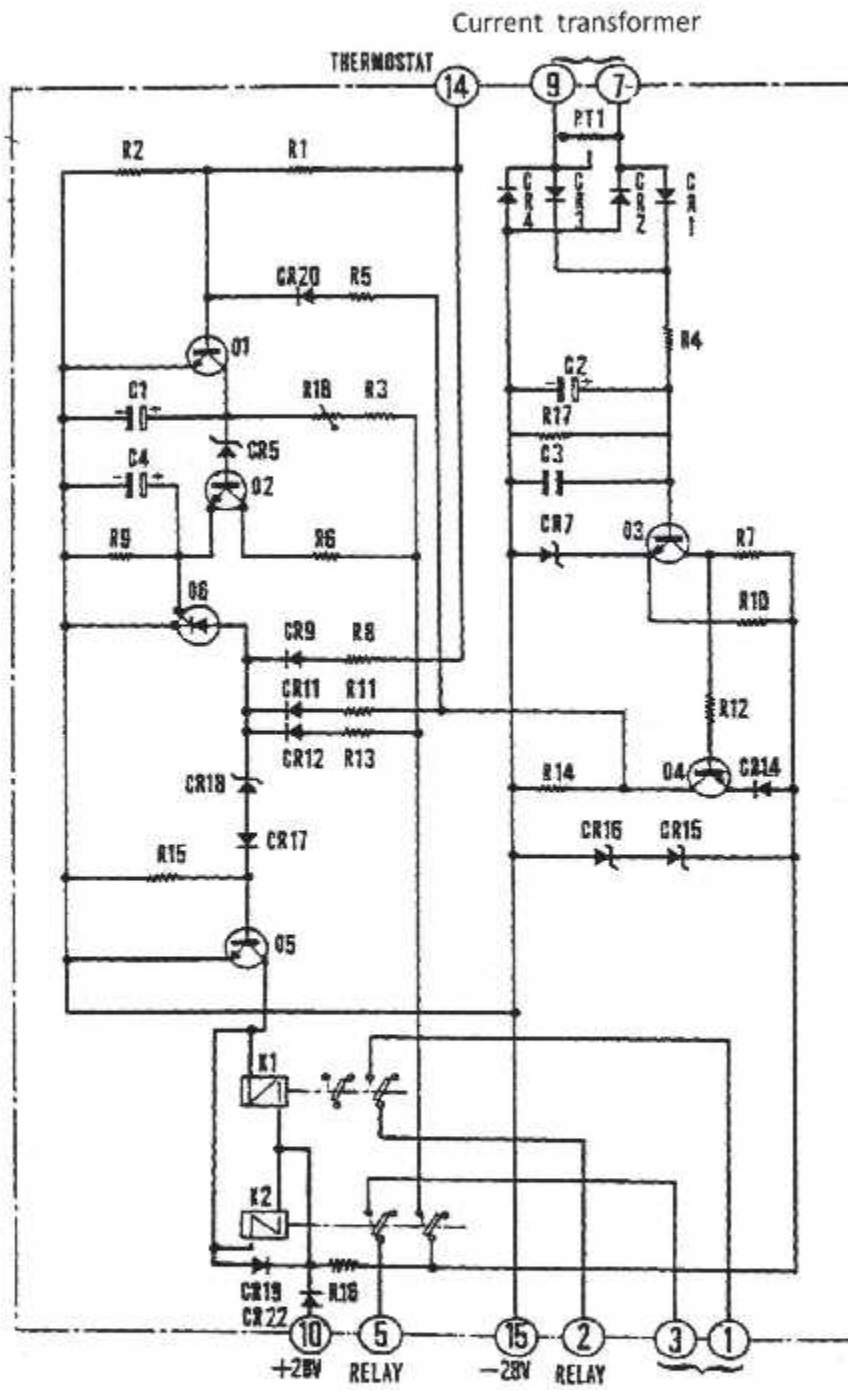 Current transformer
THERMOSTAT
14 9 7
RT1
R2 R1
CR4 CR3 CR2 CR1
CR20 R5
Q1 R4
C1 R18 R3 C2
R17
CR5
C4 Q2 C3
CR7 Q3 R7
R9 R6
Q6 R10
CR9 R8
CR11 R11 R12
CR12 R13
R14 Q4 CR14
CR18
CR16 CR15
CR17
R15
Q5
K1
K2
CR19 R16
CR22
10 5 15 2 3 1
+28V RELAY -28V RELAY